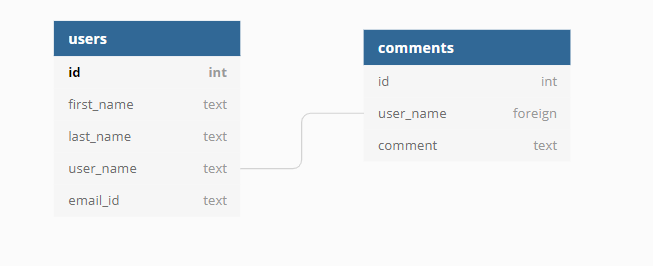 users
id int
first_name text
last_name text
user_name text
email_id text
comments
id int
user_name foreign
comment text